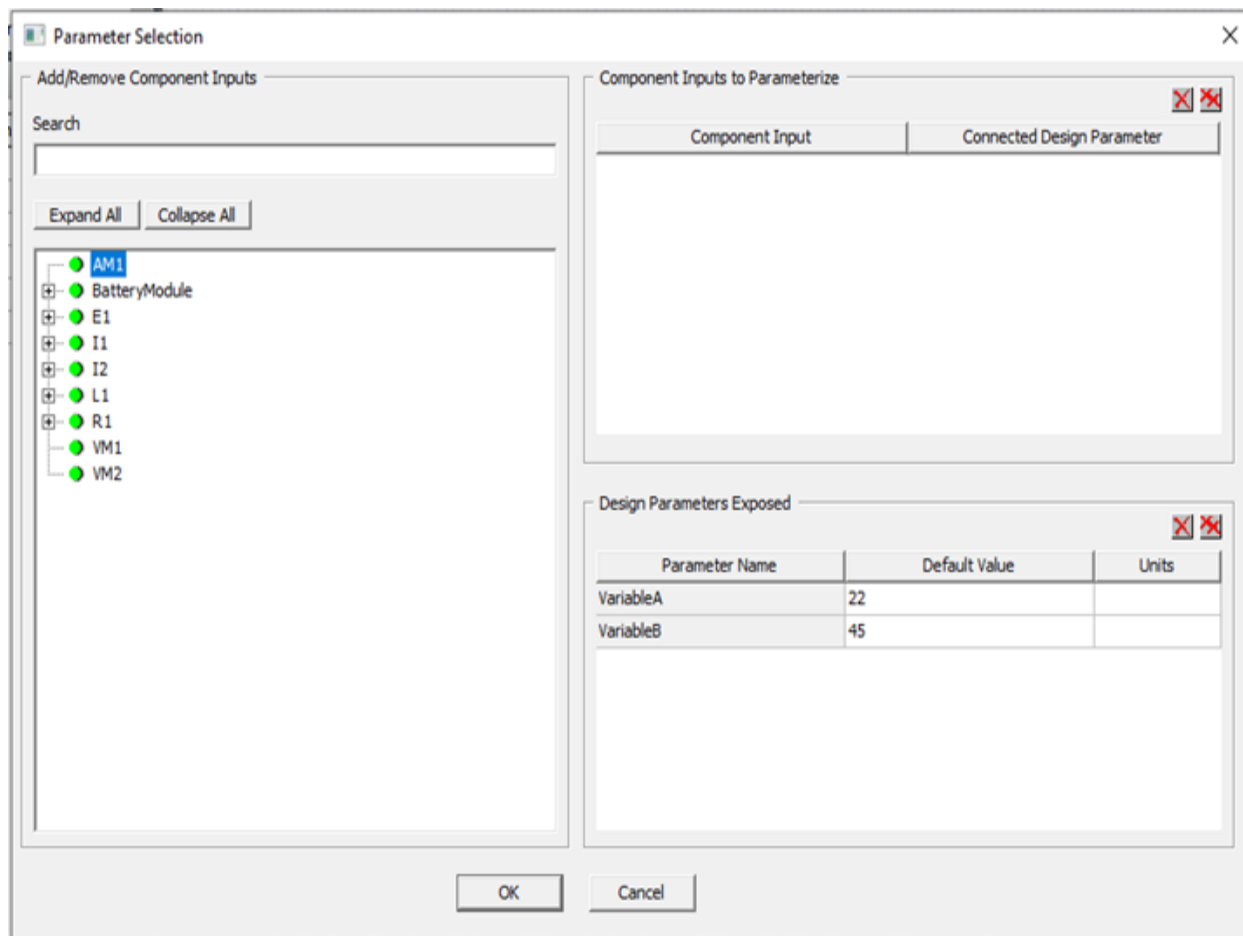 Parameter Selection
Add/Remove Component Inputs
Search
Expand All
Collapse All
AM1
BatteryModule
E1
I1
I2
L1
R1
VM1
VM2
Component Inputs to Parameterize
Component Input Connected Design Parameter
Design Parameters Exposed
Parameter Name Default Value Units
VariableA 22
VariableB 45
OK
Cancel